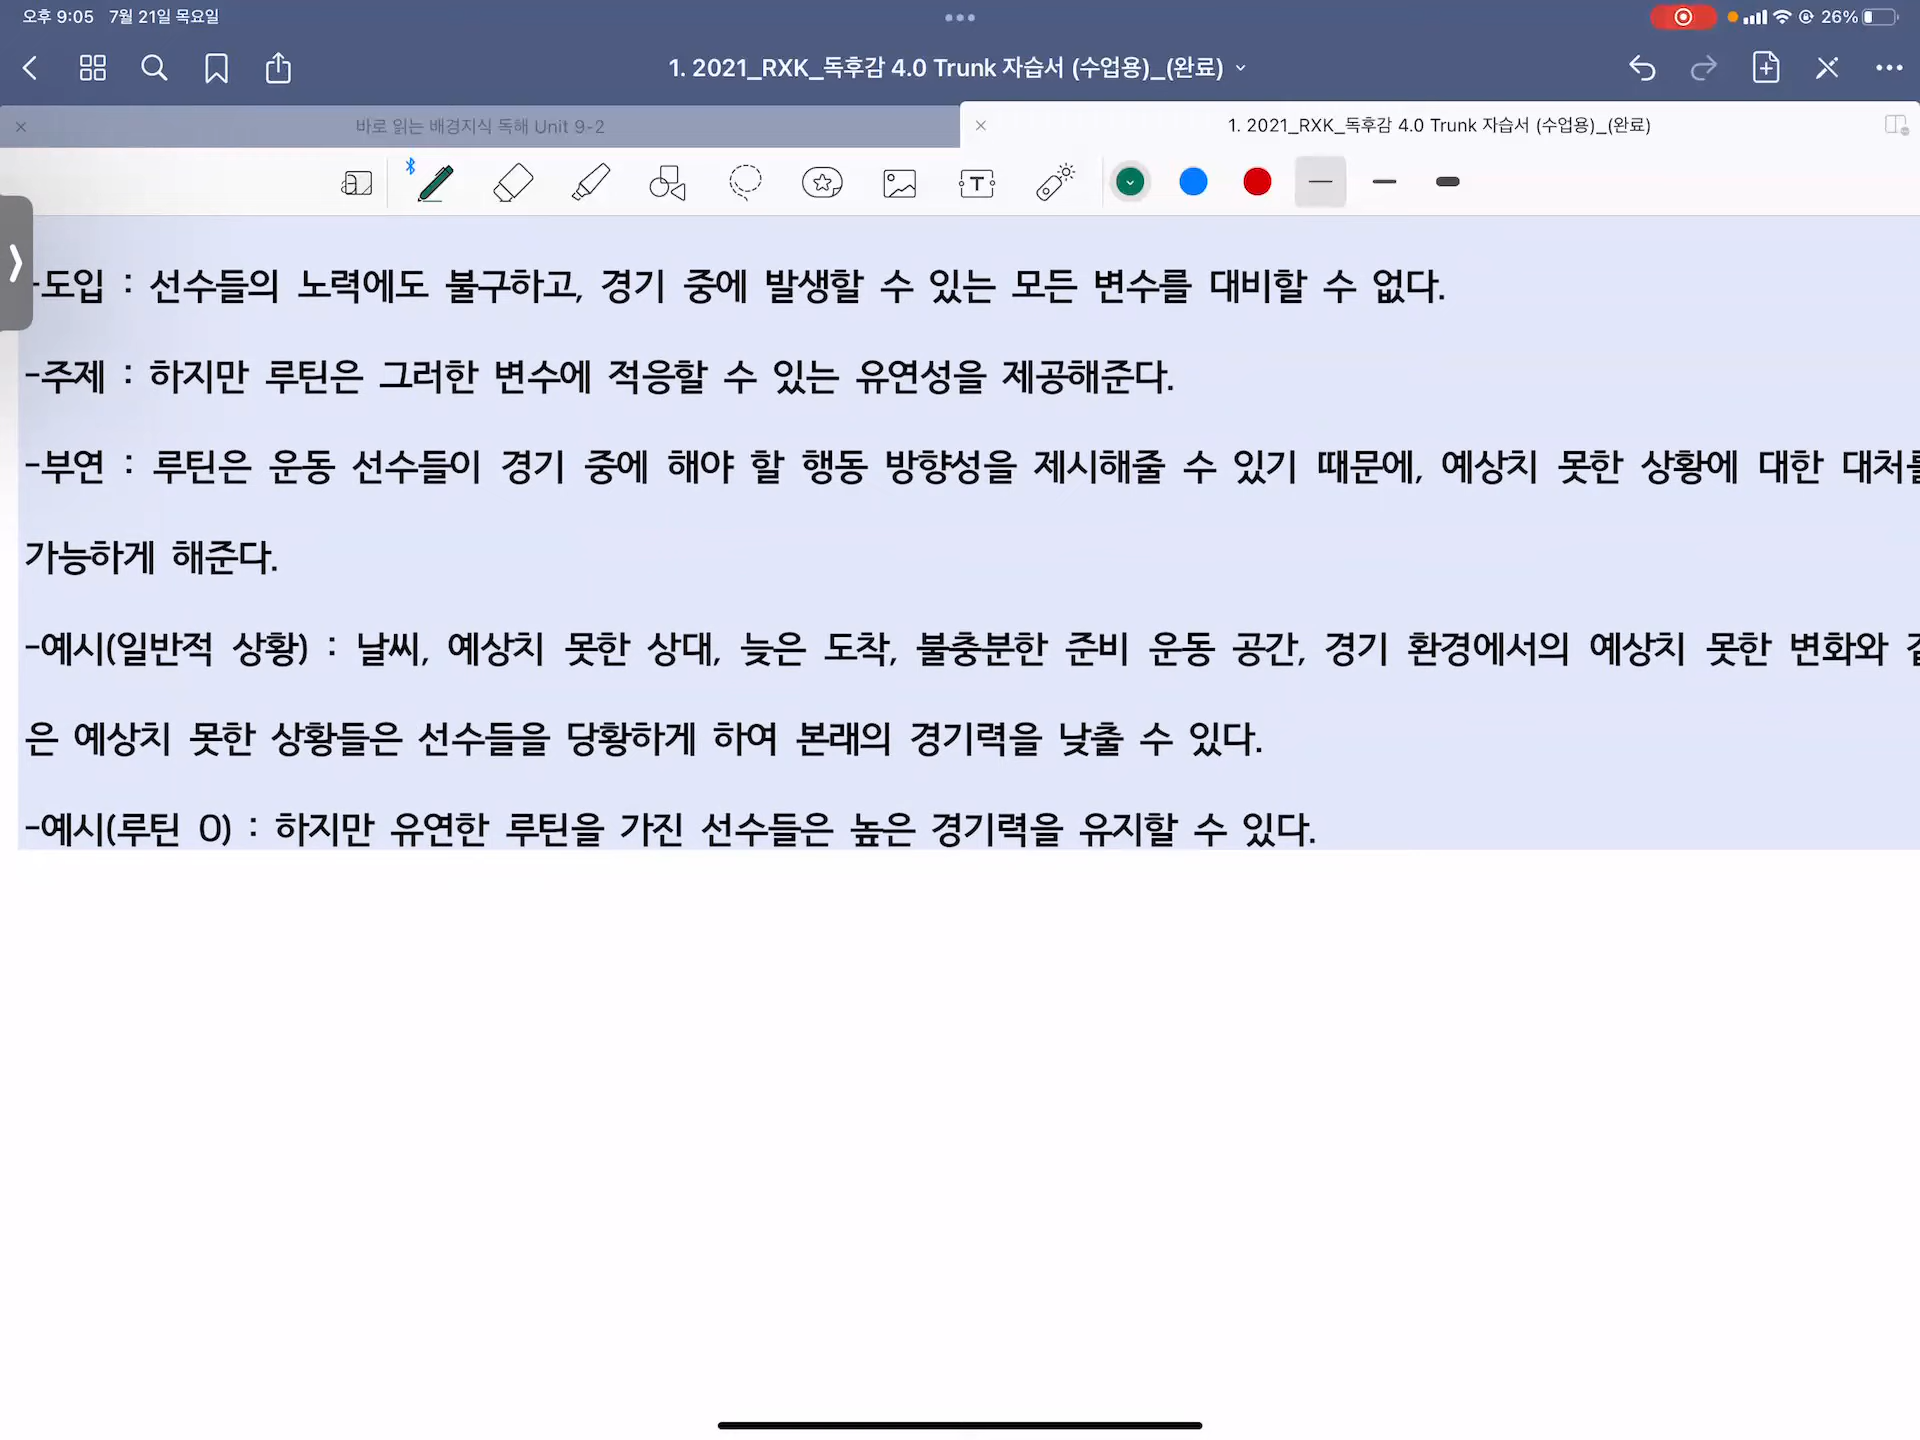 오후 9:05 7월 21일 목요일
26%
1. 2021_RXK_독후감 4.0 Trunk 자습서 (수업용)_(완료)
바로 읽는 배경지식 독해 Unit 9-2
1. 2021_RXK_독후감 4.0 Trunk 자습서 (수업용)_(완료)
-도입 : 선수들의 노력에도 불구하고, 경기 중에 발생할 수 있는 모든 변수를 대비할 수 없다.
-주제 : 하지만 루틴은 그러한 변수에 적응할 수 있는 유연성을 제공해준다.
-부연 : 루틴은 운동 선수들이 경기 중에 해야 할 행동 방향성을 제시해줄 수 있기 때문에, 예상치 못한 상황에 대한 대처를
가능하게 해준다.
-예시(일반적 상황) : 날씨, 예상치 못한 상대, 늦은 도착, 불충분한 준비 운동 공간, 경기 환경에서의 예상치 못한 변화와
은 예상치 못한 상황들은 선수들을 당황하게 하여 본래의 경기력을 낮출 수 있다.
-예시(루틴 O) : 하지만 유연한 루틴을 가진 선수들은 높은 경기력을 유지할 수 있다.